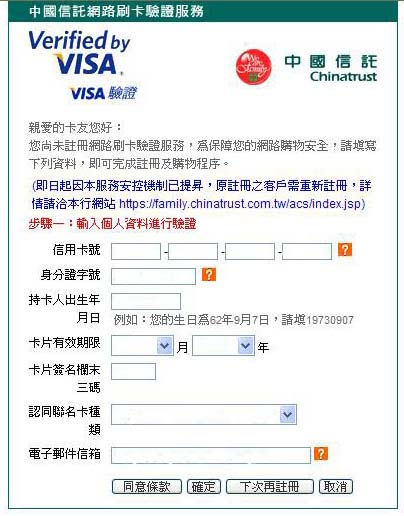 中國信託網路刷卡驗證服務
Verified by
VISA
VISA 驗證
We are Family
中國信託
Chinatrust
親愛的卡友您好：
您尚未註冊網路刷卡驗證服務，為保障您的網路購物安全，請填寫
下列資料，即可完成註冊及購物程序。
(即日起因本服務安控機制已提昇，原註冊之客戶需重新註冊，詳
情請洽本行網站 https://family.chinatrust.com.tw/acs/index.jsp)
步驟一：輸入個人資料進行驗證
信用卡號 - - - ?
身分證字號 ?
持卡人出生年
月日
例如：您的生日為62年9月7日，請填19730907
卡片有效期限 月 年
卡片簽名欄末
三碼
認同聯名卡種
類
電子郵件信箱 ?
同意條款 確定 下次再註冊 取消